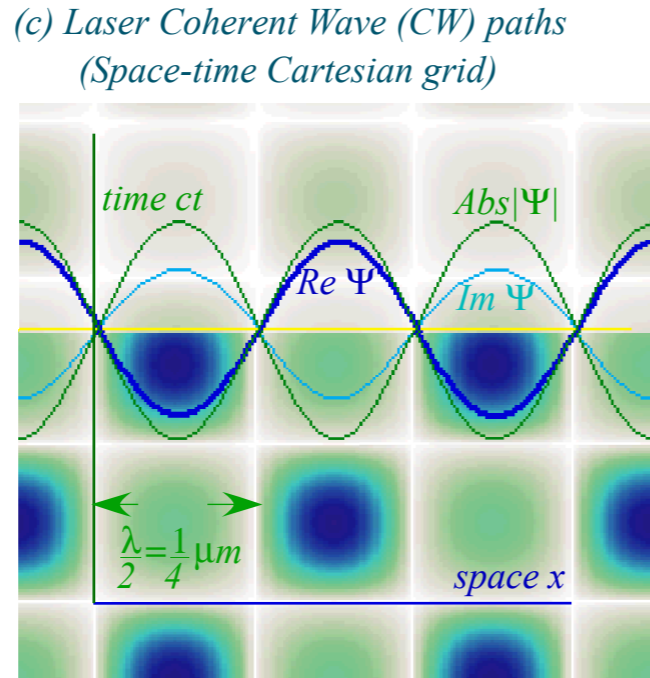 (c) Laser Coherent Wave (CW) paths
(Space-time Cartesian grid)
time ct
Abs|Ψ|
Re Ψ
Im Ψ
λ/2=1/4 μm
space x